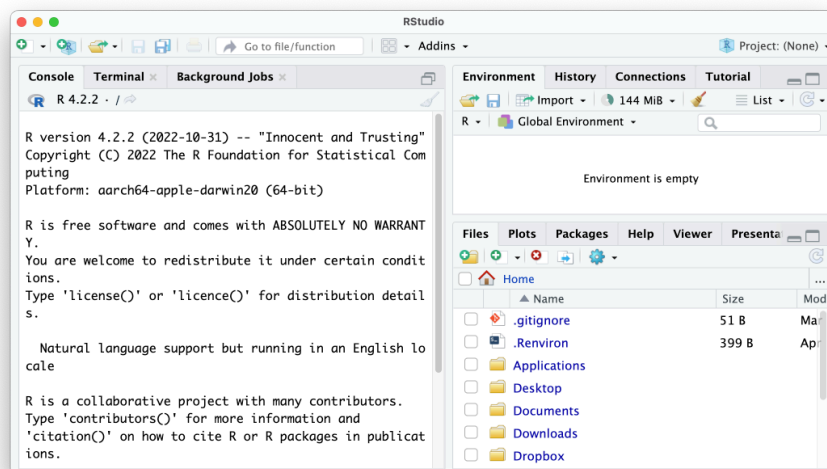 RStudio
Go to file/function
Addins
Project: (None)
Console Terminal Background Jobs
R 4.2.2 · /
R version 4.2.2 (2022-10-31) -- "Innocent and Trusting"
Copyright (C) 2022 The R Foundation for Statistical Com
puting
Platform: aarch64-apple-darwin20 (64-bit)
R is free software and comes with ABSOLUTELY NO WARRANT
Y.
You are welcome to redistribute it under certain condit
ions.
Type 'license()' or 'licence()' for distribution detail
s.
Natural language support but running in an English lo
cale
R is a collaborative project with many contributors.
Type 'contributors()' for more information and
'citation()' on how to cite R or R packages in publicat
ions.
Environment History Connections Tutorial
Import 144 MiB List
R Global Environment
Environment is empty
Files Plots Packages Help Viewer Presenta
Home ...
Name Size Mod
.gitignore 51 B Mar
.Renviron 399 B Apr
Applications
Desktop
Documents
Downloads
Dropbox